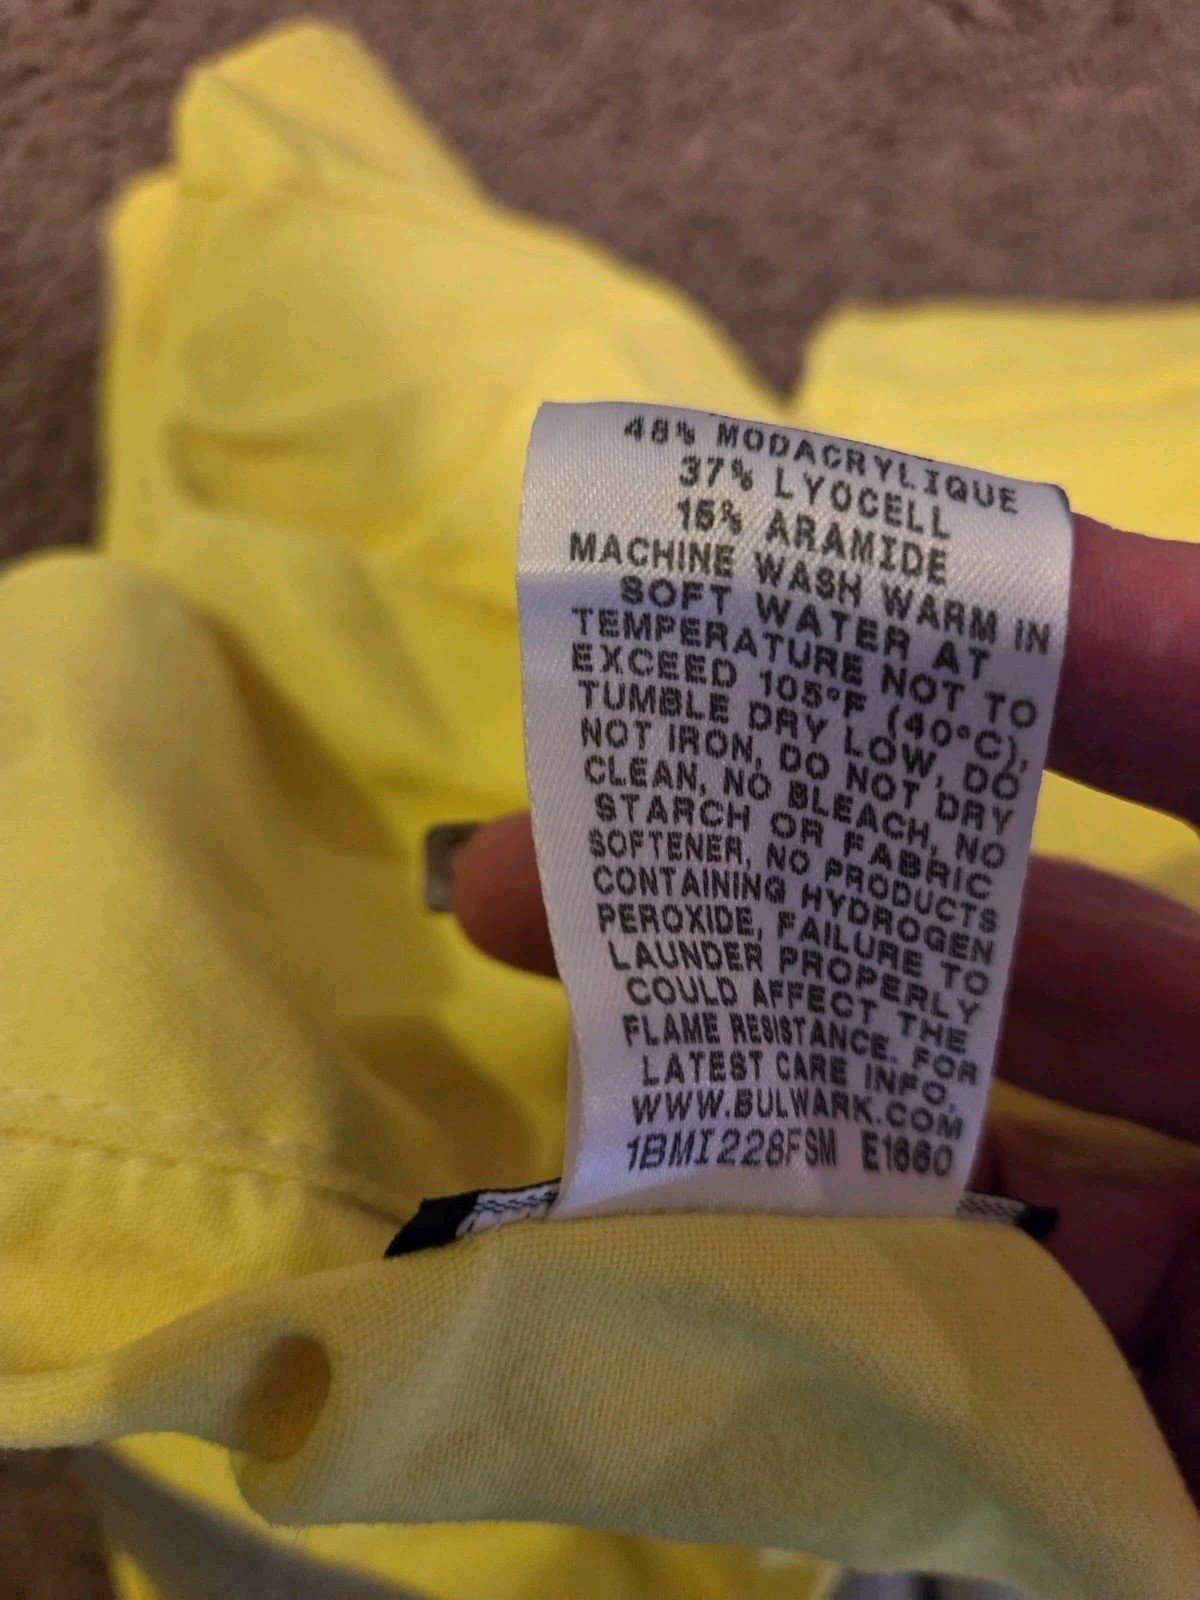 48% MODACRYLIQUE
37% LYOCELL
15% ARAMIDE
MACHINE WASH WARM IN
SOFT WATER AT
TEMPERATURE NOT TO
EXCEED 105°F (40°C),
TUMBLE DRY LOW, DO
NOT IRON, DO NOT DRY
CLEAN, NO BLEACH, NO
STARCH OR FABRIC
SOFTENER, NO PRODUCTS
CONTAINING HYDROGEN
PEROXIDE, FAILURE TO
LAUNDER PROPERLY
COULD AFFECT THE
FLAME RESISTANCE. FOR
LATEST CARE INFO,
WWW.BULWARK.COM
1BMI228FSM E1660